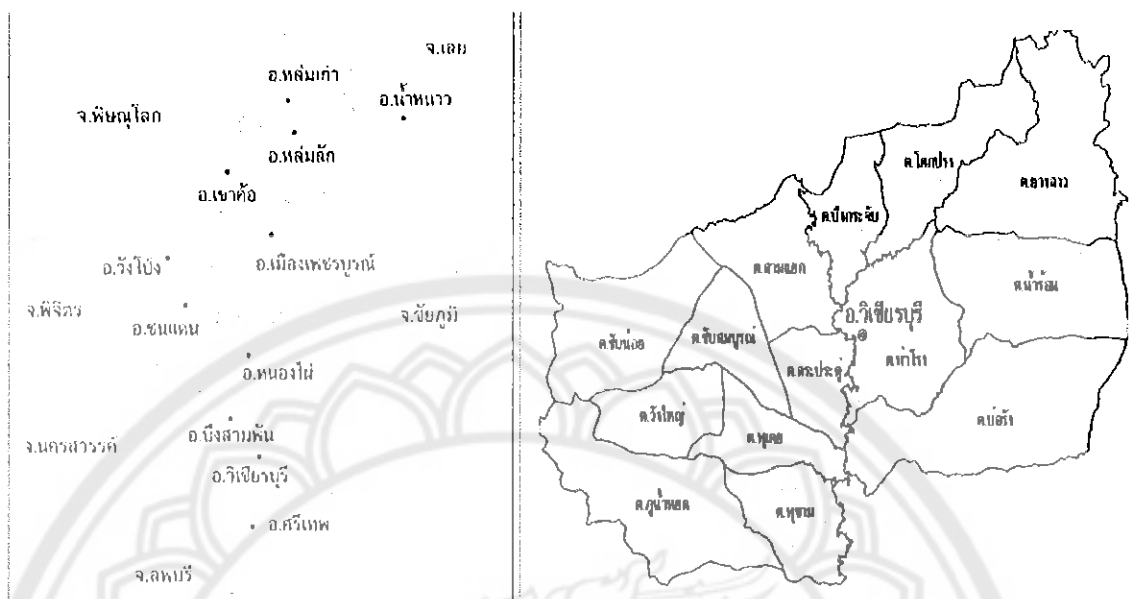 จ.เลย
อ.หล่มเก่า
อ.น้ำหนาว
จ.พิษณุโลก
อ.หล่มสัก
อ.เขาค้อ
อ.วังโป่ง
อ.เมืองเพชรบูรณ์
จ.พิจิตร
จ.ชัยภูมิ
อ.ชนแดน
อ.หนองไผ่
อ.บึงสามพัน
จ.นครสวรรค์
อ.วิเชียรบุรี
อ.ศรีเทพ
จ.ลพบุรี
ต.โคกปรง
ต.ยางสาว
ต.บึงกระจับ
ต.สามแยก
ต.น้ำร้อน
อ.วิเชียรบุรี
ต.ซับน้อย
ต.ซับสมบูรณ์
ต.สระประดู่
ต.ท่าโรง
ต.วังใหญ่
ต.พุเตย
ต.บ่อรัง
ต.ภูน้ำหยด
ต.พุขาม